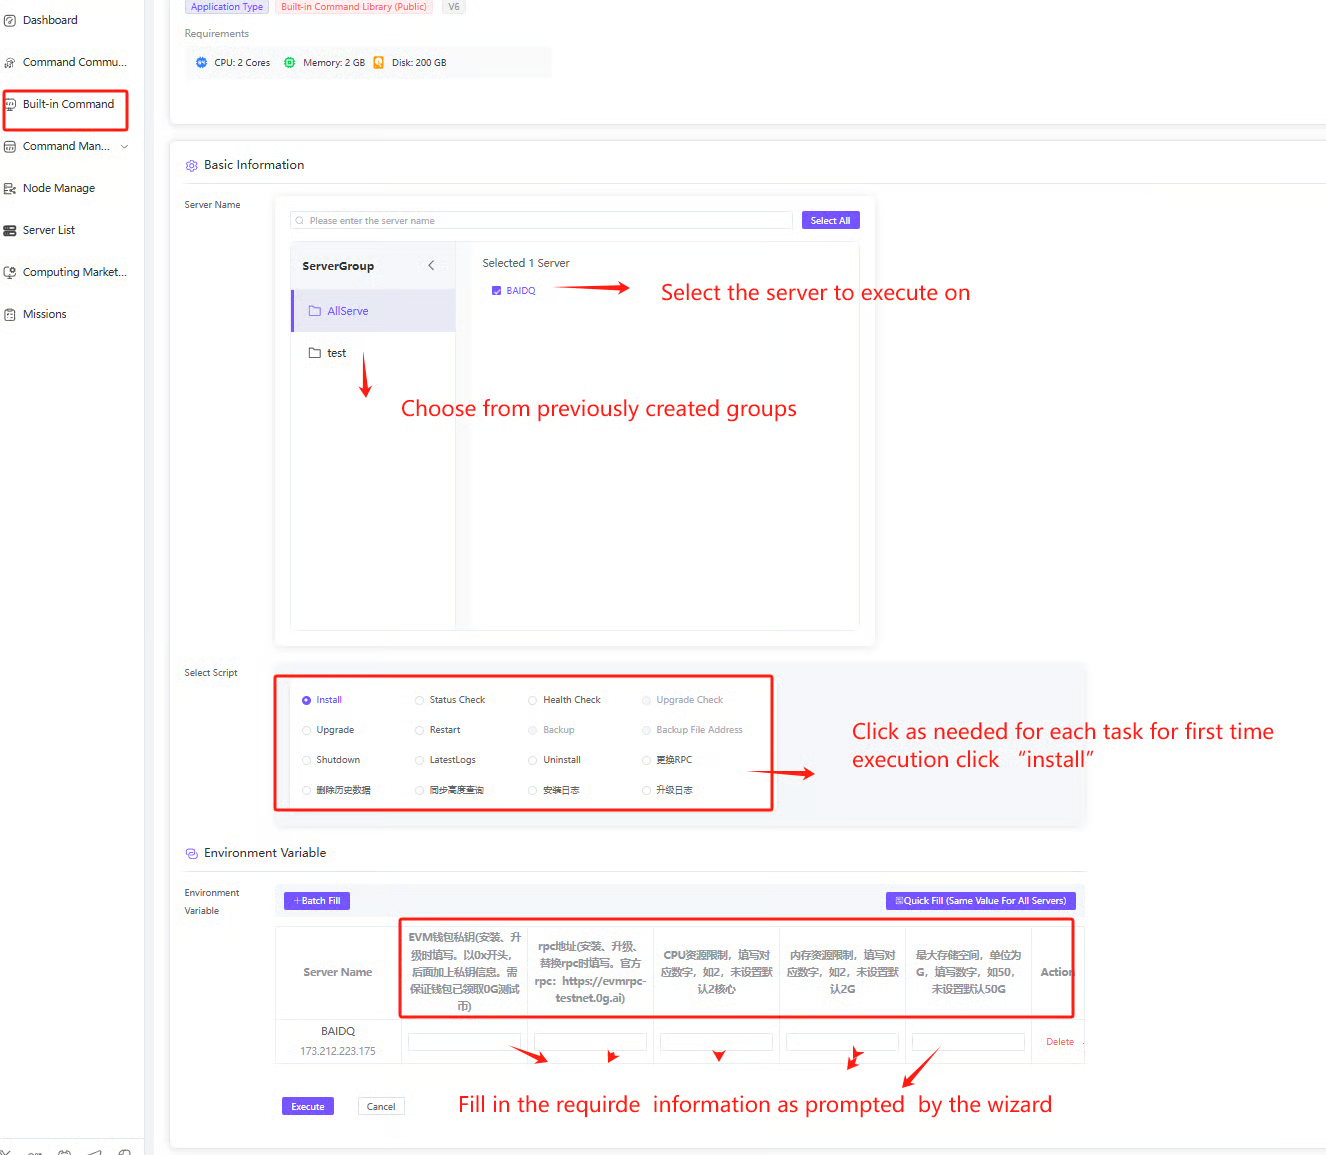 Application Type Built-in Command Library (Public) V6
Requirements
CPU: 2 Cores Memory: 2 GB Disk: 200 GB
Dashboard
Command Commu...
Built-in Command
Command Man...
Node Manage
Server List
Computing Market...
Missions
Basic Information
Server Name
Please enter the server name
Select All
ServerGroup
AllServe
test
Selected 1 Server
BAIDQ
Select the server to execute on
Choose from previously created groups
Select Script
Install Status Check Health Check Upgrade Check
Upgrade Restart Backup Backup File Address
Shutdown LatestLogs Uninstall 更换RPC
删除历史数据 同步高度查询 安装日志 升级日志
Click as needed for each task for first time
execution click “install”
Environment Variable
Environment
Variable
+Batch Fill
Quick Fill (Same Value For All Servers)
Server Name
EVM钱包私钥(安装、升
级时填写。以0x开头，
后面加上私钥信息。需
保证钱包已领取0G测试
币)
rpc地址(安装、升级、
替换rpc时填写。官方
rpc：https://evmrpc-
testnet.0g.ai)
CPU资源限制，填写对
应数字，如2，未设置默
认2核心
内存资源限制，填写对
应数字，如2，未设置默
认2G
最大存储空间，单位为
G，填写数字，如50，
未设置默认50G
Action
BAIDQ
173.212.223.175
Delete
Execute Cancel
Fill in the requirde information as prompted by the wizard